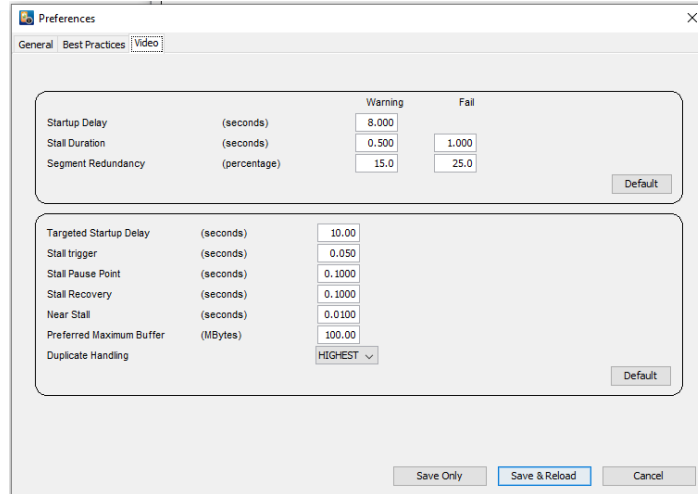 Preferences
General Best Practices Video
Warning Fail
Startup Delay (seconds) 8.000
Stall Duration (seconds) 0.500 1.000
Segment Redundancy (percentage) 15.0 25.0
Default
Targeted Startup Delay (seconds) 10.00
Stall trigger (seconds) 0.050
Stall Pause Point (seconds) 0.1000
Stall Recovery (seconds) 0.1000
Near Stall (seconds) 0.0100
Preferred Maximum Buffer (MBytes) 100.00
Duplicate Handling HIGHEST
Default
Save Only Save & Reload Cancel